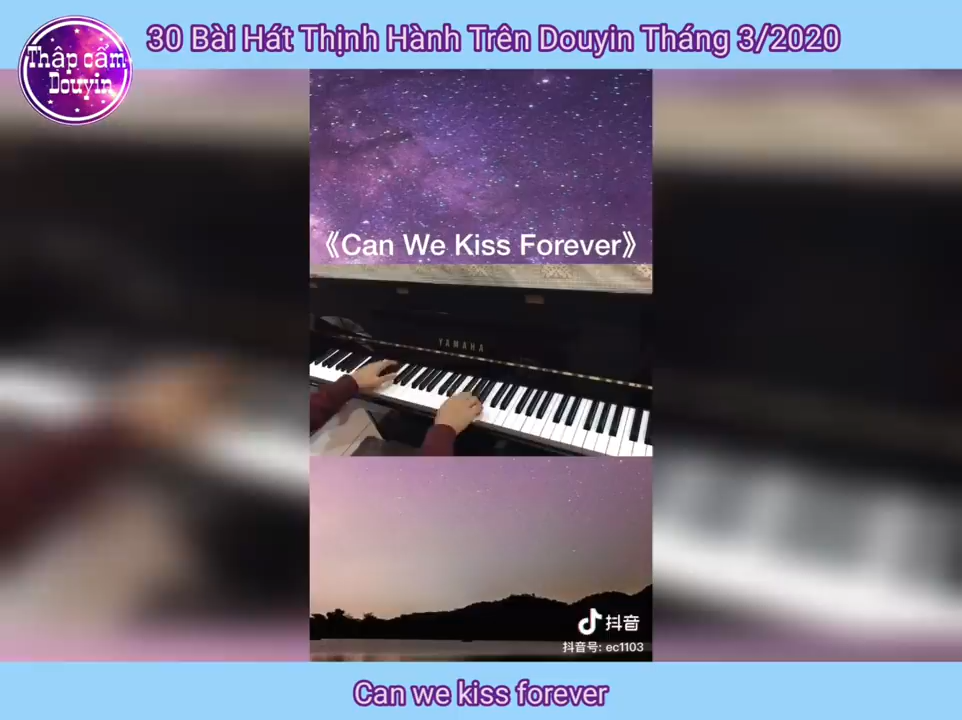 30 Bài Hát Thịnh Hành Trên Douyin Tháng 3/2020
Thập cẩm
Douyin
《Can We Kiss Forever》
YAMAHA
抖音
抖音号: ec1103
Can we kiss forever